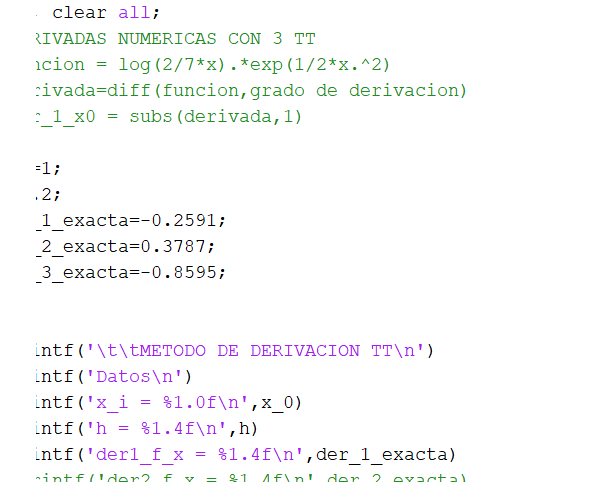 clear all;
RIVADAS NUMERICAS CON 3 TT
ncion = log(2/7*x).*exp(1/2*x.^2)
rivada=diff(funcion,grado de derivacion)
r_1_x0 = subs(derivada,1)
=1;
.2;
_1_exacta=-0.2591;
_2_exacta=0.3787;
_3_exacta=-0.8595;
intf('\t\tMETODO DE DERIVACION TT\n')
intf('Datos\n')
intf('x_i = %1.0f\n',x_0)
intf('h = %1.4f\n',h)
intf('der1_f_x = %1.4f\n',der_1_exacta)
rintf('der2_f_x = %1.4f\n',der_2_exacta)